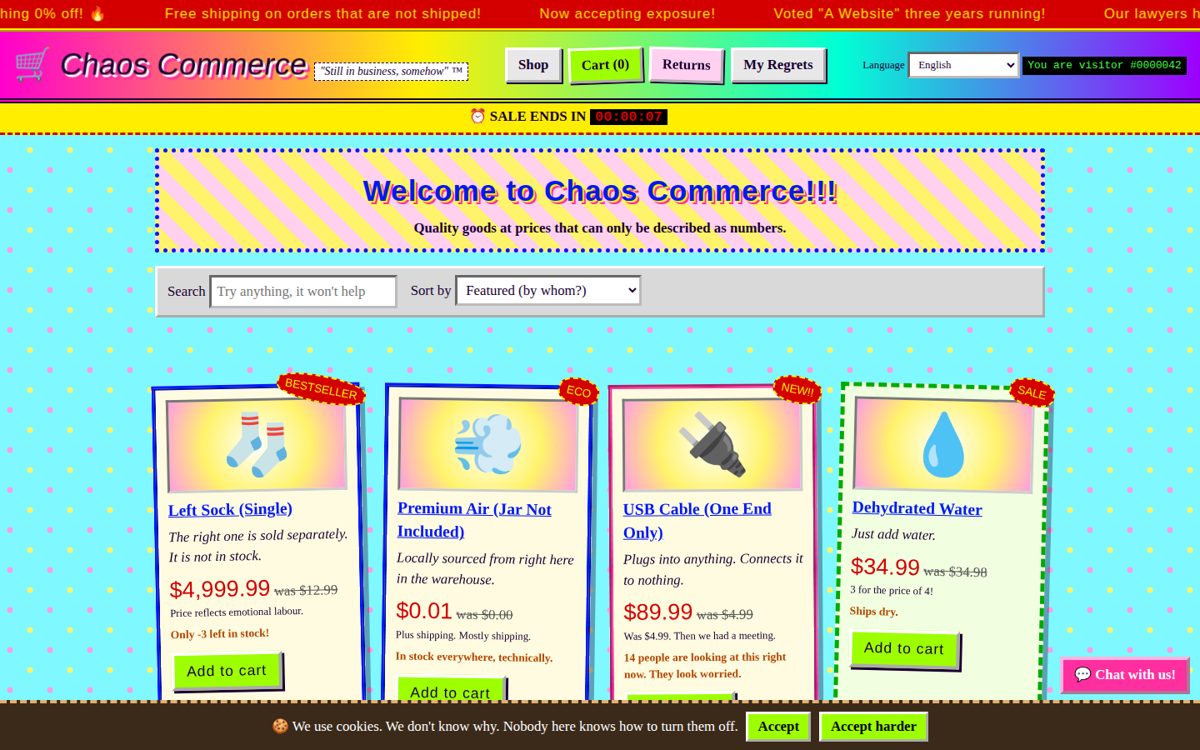 hing 0% off! 🔥 Free shipping on orders that are not shipped! Now accepting exposure! Voted "A Website" three years running! Our lawyers h
🛒 Chaos Commerce "Still in business, somehow" ™ Shop Cart (0) Returns My Regrets Language English You are visitor #0000042
⏰ SALE ENDS IN 00:00:07
Welcome to Chaos Commerce!!!
Quality goods at prices that can only be described as numbers.
Search Try anything, it won't help Sort by Featured (by whom?)
BESTSELLER
Left Sock (Single)
The right one is sold separately.
It is not in stock.
$4,999.99 was $12.99
Price reflects emotional labour.
Only -3 left in stock!
Add to cart
ECO
Premium Air (Jar Not
Included)
Locally sourced from right here
in the warehouse.
$0.01 was $0.00
Plus shipping. Mostly shipping.
In stock everywhere, technically.
Add to cart
NEW!!
USB Cable (One End
Only)
Plugs into anything. Connects it
to nothing.
$89.99 was $4.99
Was $4.99. Then we had a meeting.
14 people are looking at this right
now. They look worried.
SALE
Dehydrated Water
Just add water.
$34.99 was $34.98
3 for the price of 4!
Ships dry.
Add to cart
💬 Chat with us!
🍪 We use cookies. We don't know why. Nobody here knows how to turn them off. Accept Accept harder